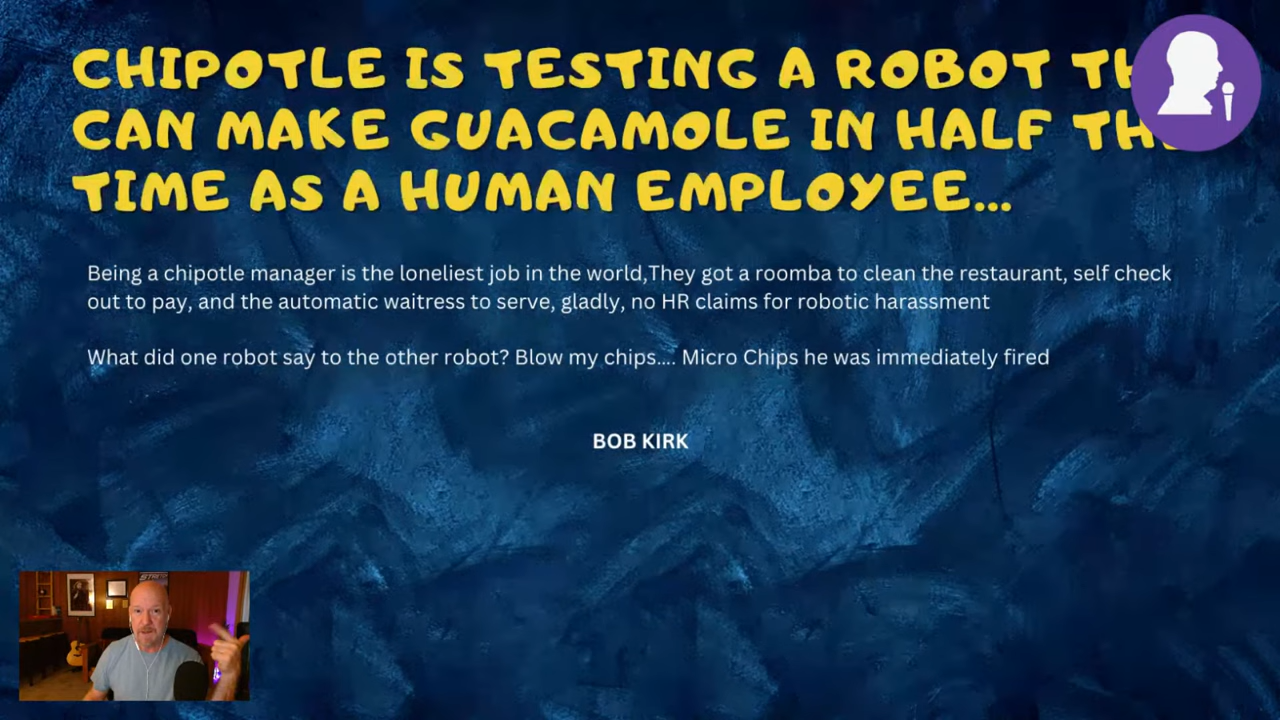 CHIPOTLE IS TESTING A ROBOT
CAN MAKE GUACAMOLE IN HALF
TIME AS A HUMAN EMPLOYEE...
Being a chipotle manager is the loneliest job in the world,They got a roomba to clean the restaurant, self check
out to pay, and the automatic waitress to serve, gladly, no HR claims for robotic harassment
What did one robot say to the other robot? Blow my chips.... Micro Chips he was immediately fired
BOB KIRK